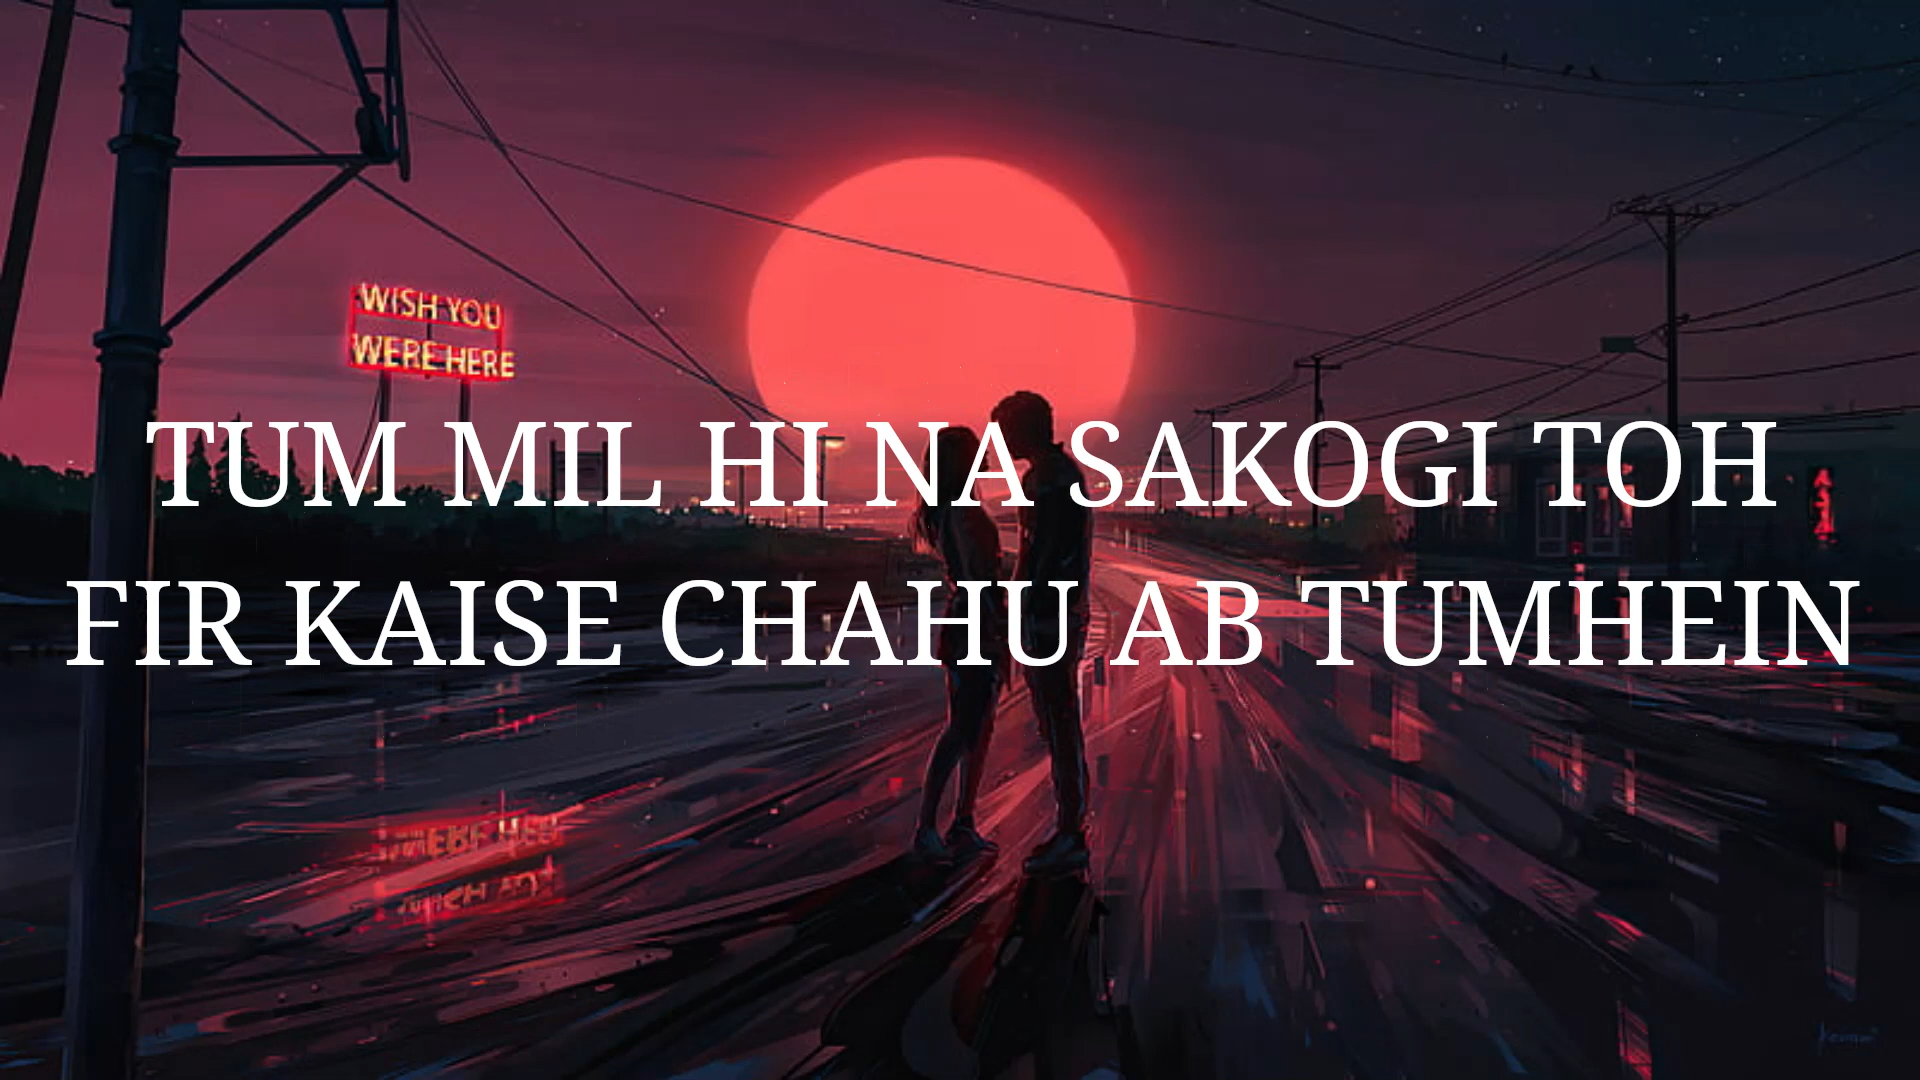 WISH YOU
WERE HERE
TUM MIL HI NA SAKOGI TOH
FIR KAISE CHAHU AB TUMHEIN